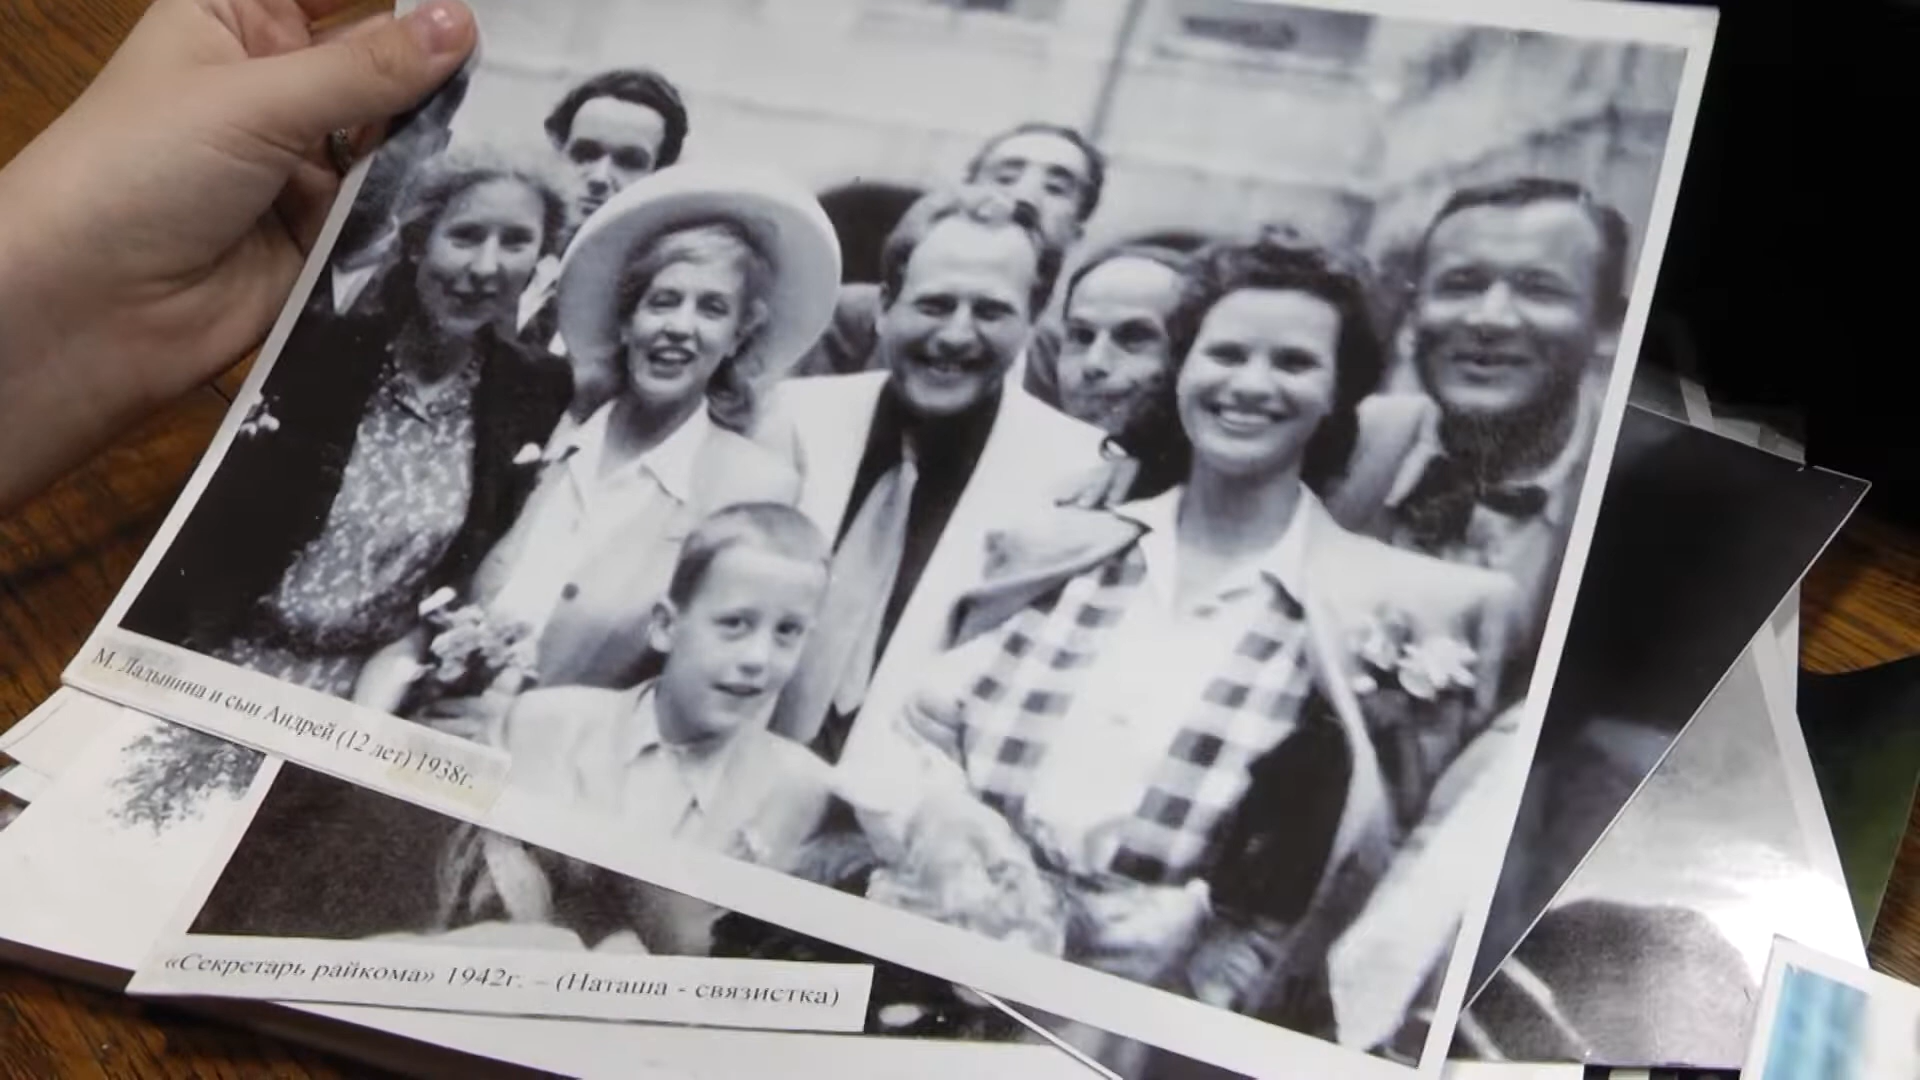 М. Ладынина и сын Андрей (12 лет) 1938г.
«Секретарь райкома» 1942г. – (Наташа - связистка)